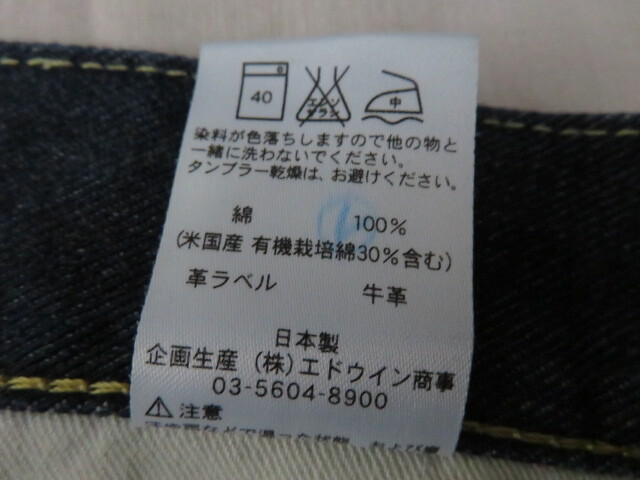 40
エンソ
サラシ
中
染料が色落ちしますので他の物と
一緒に洗わないでください。
タンブラー乾燥は、お避けください。
綿 100%
(米国産 有機栽培綿30%含む)
革ラベル 牛革
日本製
企画生産 (株)エドウイン商事
03-5604-8900
⚠注意